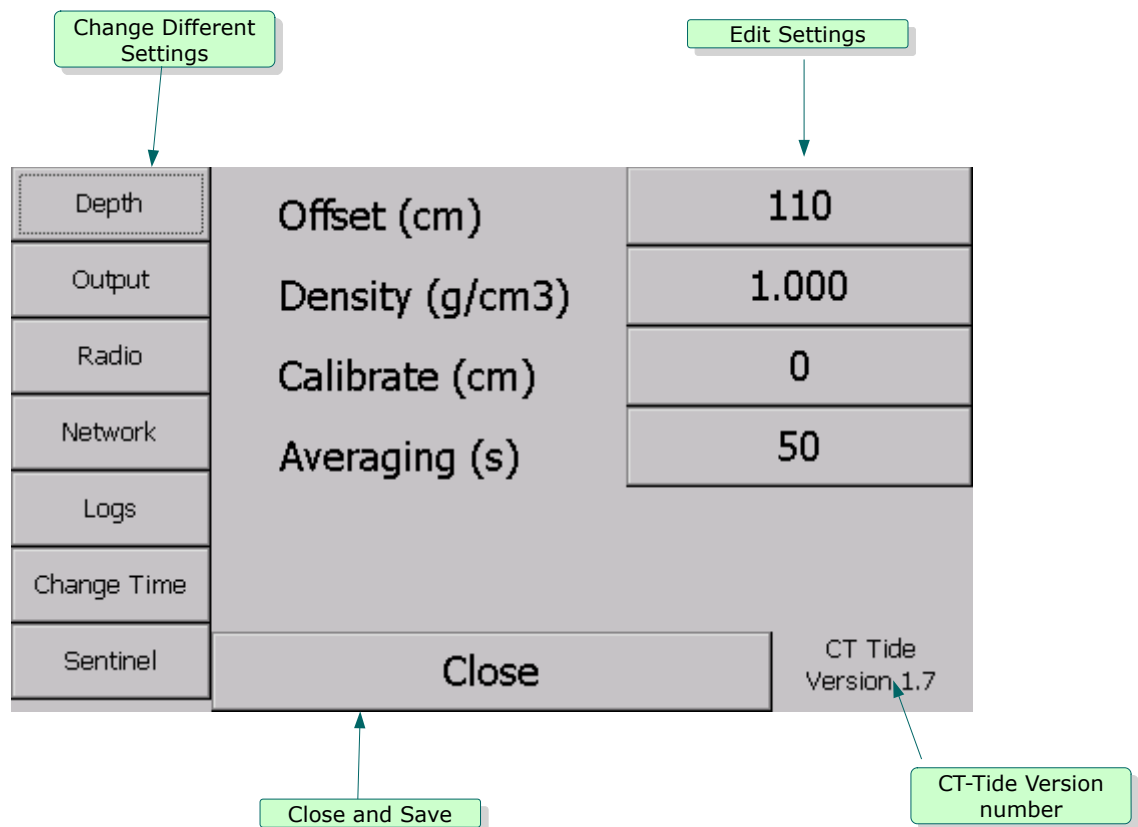 Change Different
Settings
Edit Settings
Depth
Output
Radio
Network
Logs
Change Time
Sentinel
Offset (cm)
110
Density (g/cm3)
1.000
Calibrate (cm)
0
Averaging (s)
50
Close
CT Tide
Version 1.7
Close and Save
CT-Tide Version
number